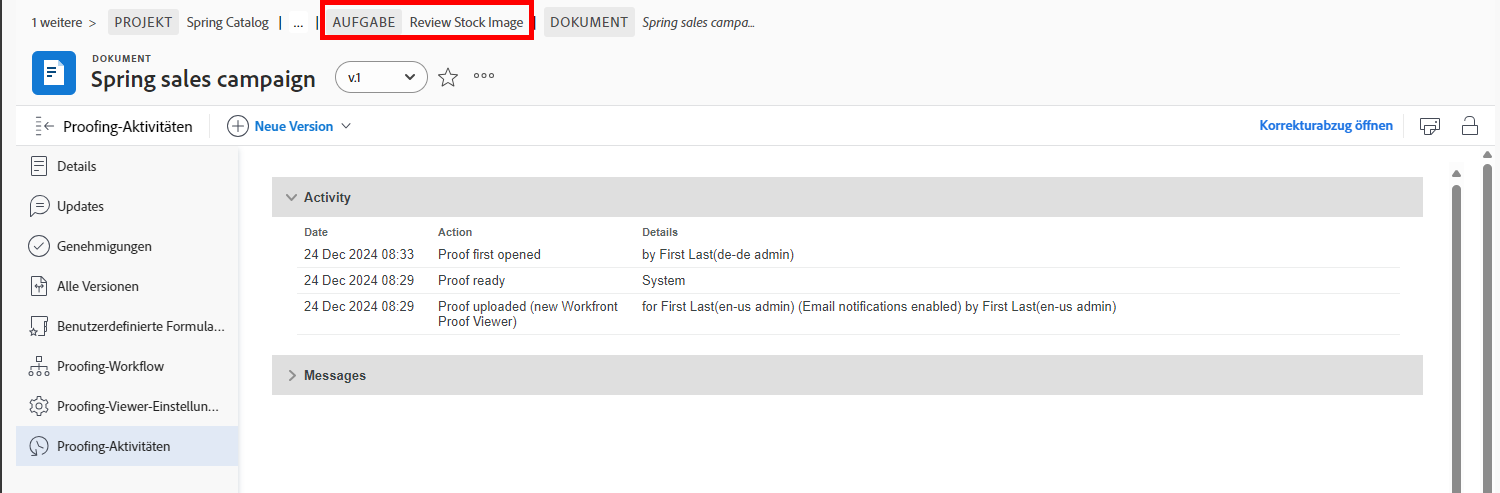 1 weitere > PROJEKT Spring Catalog | ... | AUFGABE Review Stock Image | DOKUMENT Spring sales campa...
DOKUMENT
Spring sales campaign v.1
Proofing-Aktivitäten Neue Version Korrekturabzug öffnen
Details
Updates
Genehmigungen
Alle Versionen
Benutzerdefinierte Formula...
Proofing-Workflow
Proofing-Viewer-Einstellun...
Proofing-Aktivitäten
Activity
Date Action Details
24 Dec 2024 08:33 Proof first opened by First Last(de-de admin)
24 Dec 2024 08:29 Proof ready System
24 Dec 2024 08:29 Proof uploaded (new Workfront for First Last(en-us admin) (Email notifications enabled) by First Last(en-us admin)
Proof Viewer)
Messages